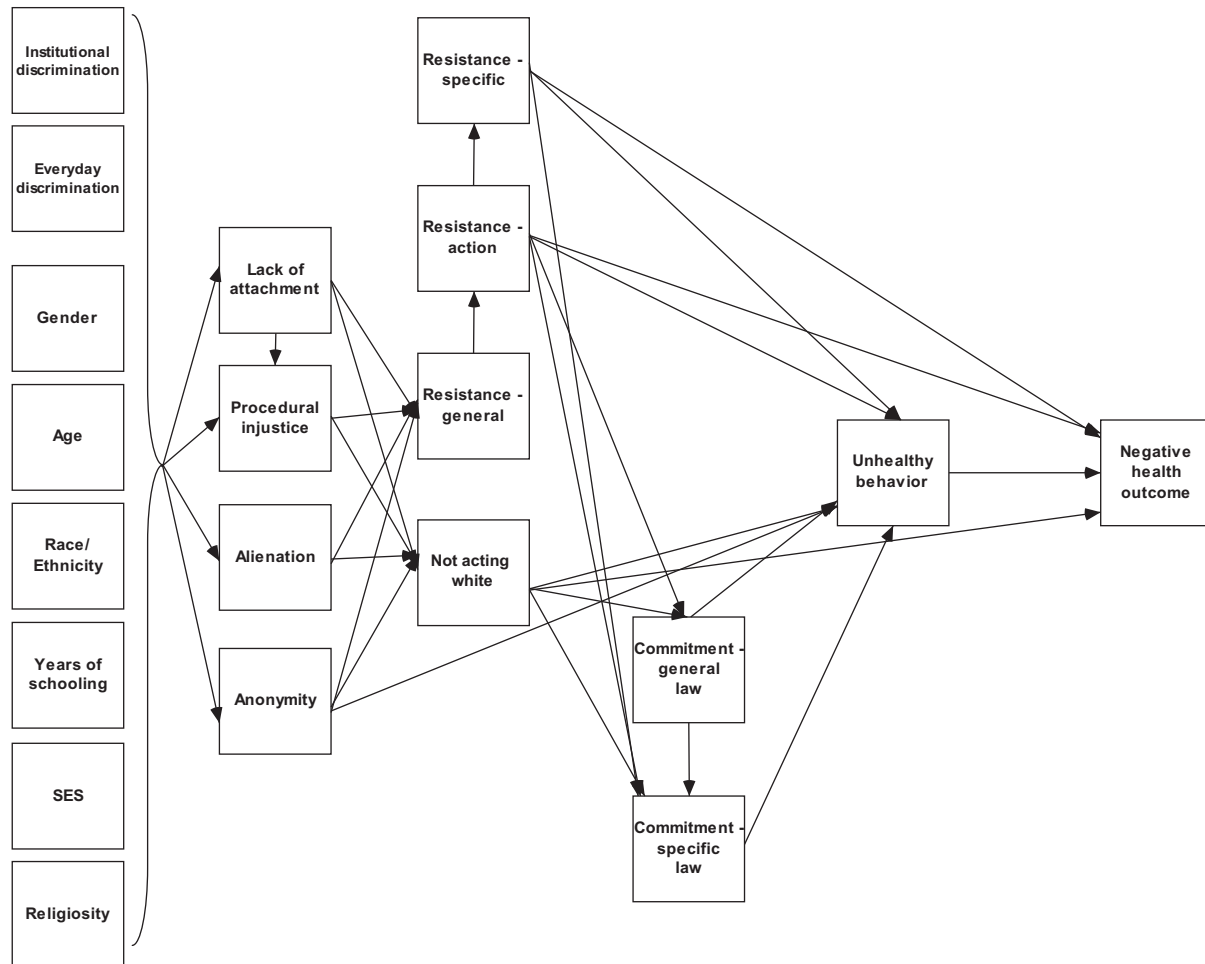 Institutional
discrimination
Everyday
discrimination
Gender
Age
Race/
Ethnicity
Years of
schooling
SES
Religiosity
Lack of
attachment
Procedural
injustice
Alienation
Anonymity
Resistance -
specific
Resistance -
action
Resistance -
general
Not acting
white
Commitment -
general
law
Commitment -
specific
law
Unhealthy
behavior
Negative
health
outcome